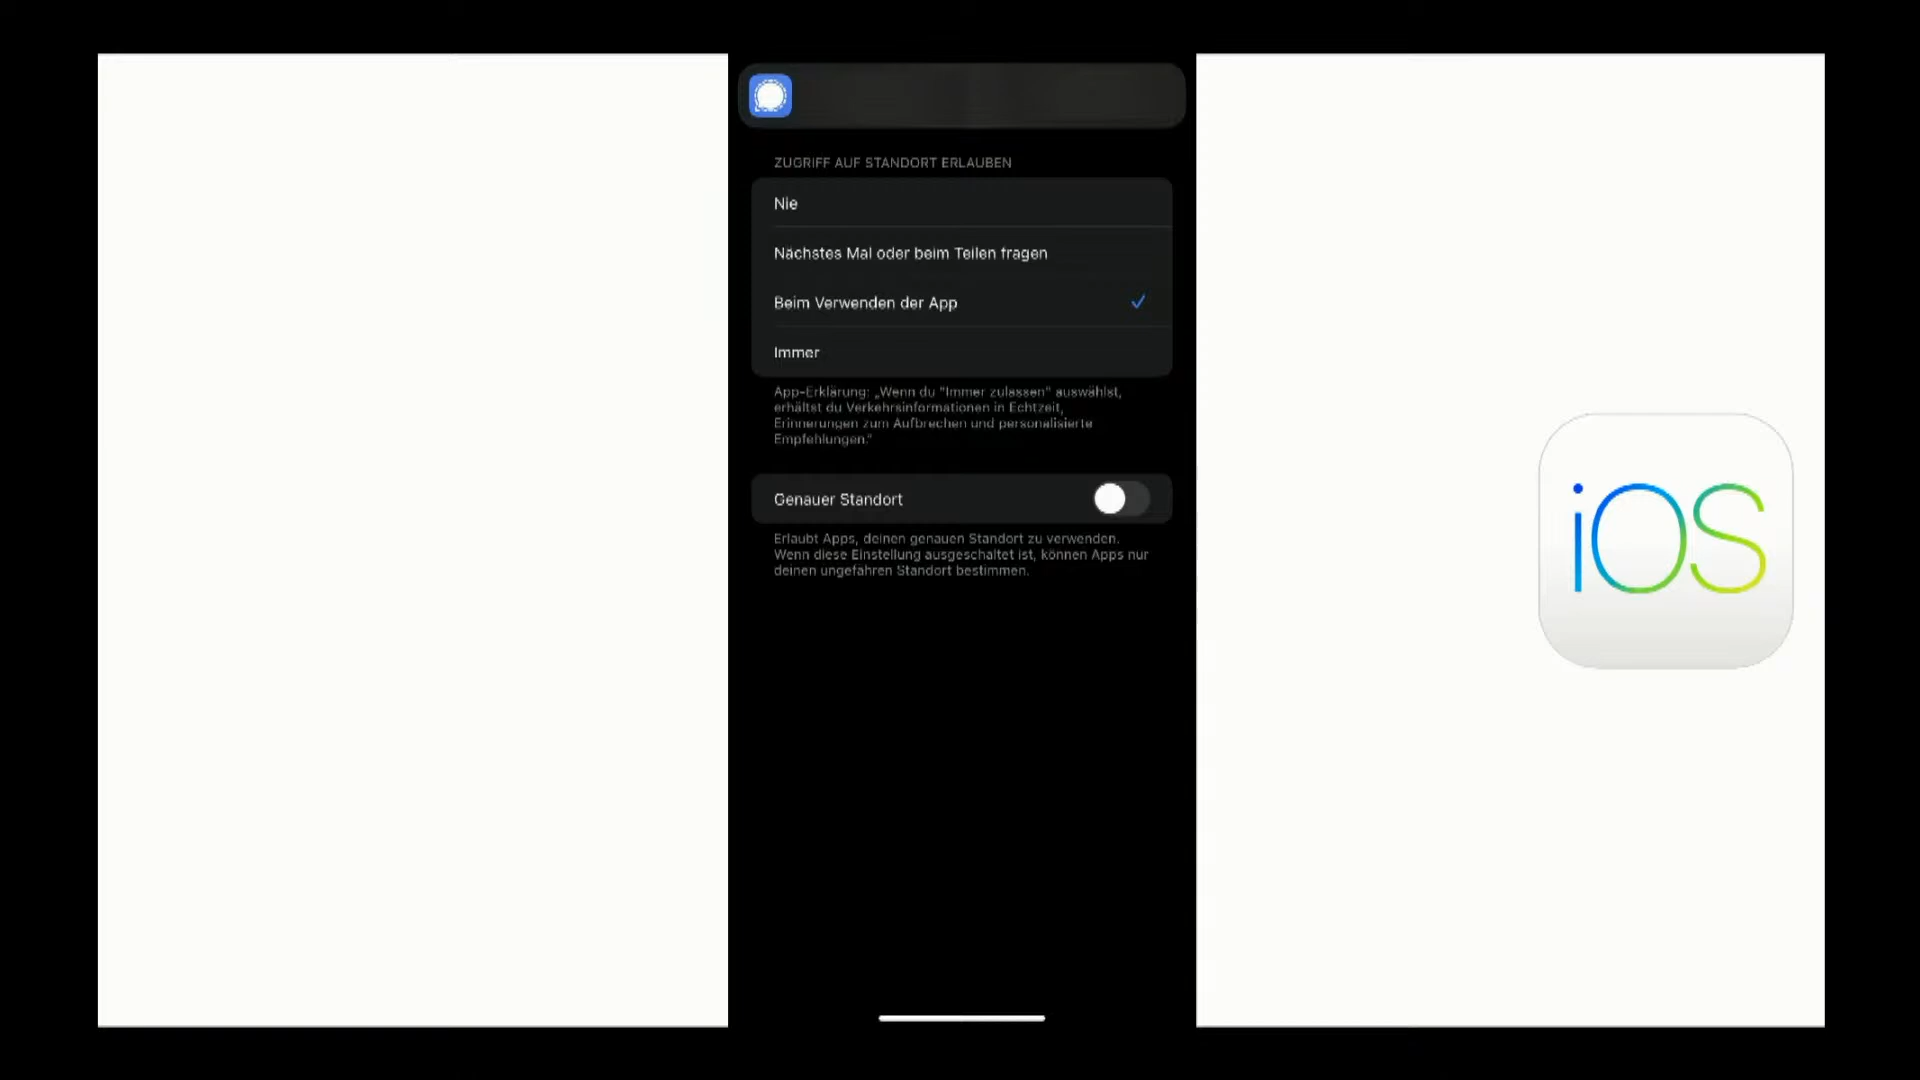 ZUGRIFF AUF STANDORT ERLAUBEN
Nie
Nächstes Mal oder beim Teilen fragen
Beim Verwenden der App
Immer
App-Erklärung: „Wenn du "Immer zulassen" auswählst,
erhältst du Verkehrsinformationen in Echtzeit,
Erinnerungen zum Aufbrechen und personalisierte
Empfehlungen."
Genauer Standort
Erlaubt Apps, deinen genauen Standort zu verwenden.
Wenn diese Einstellung ausgeschaltet ist, können Apps nur
deinen ungefähren Standort bestimmen.
iOS